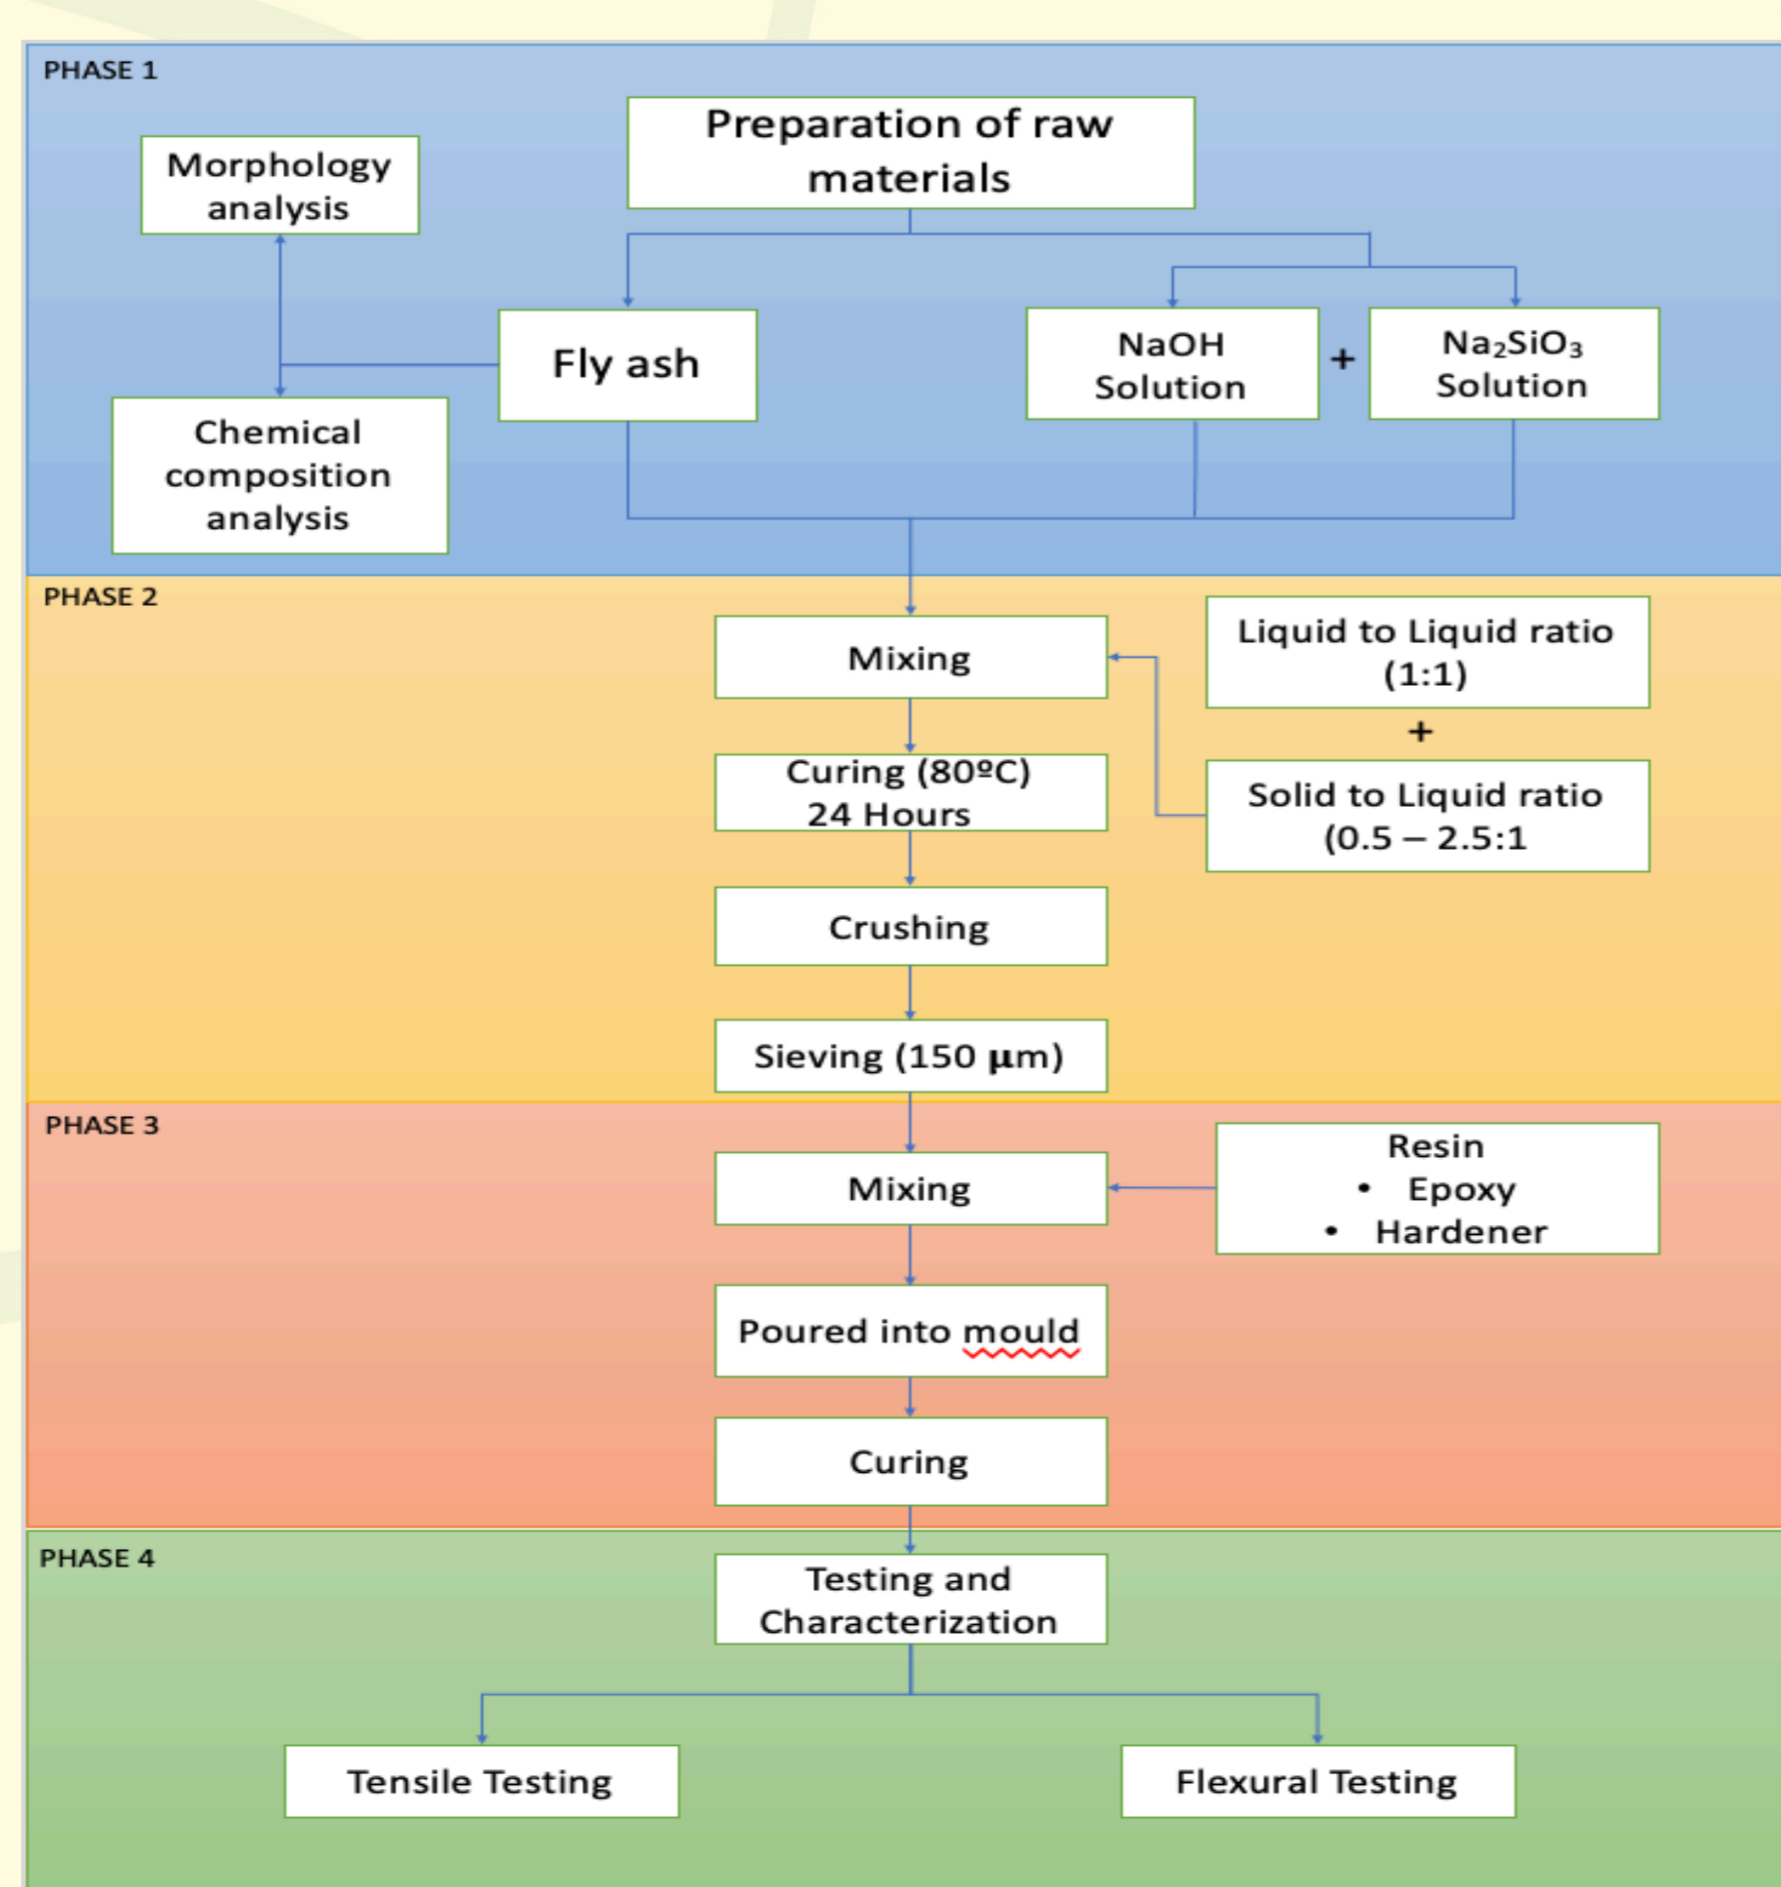 PHASE 1
Preparation of raw
materials
Morphology
analysis
Fly ash
NaOH
Solution
+
Na₂SiO₃
Solution
Chemical
composition
analysis
PHASE 2
Mixing
Liquid to Liquid ratio
(1:1)
+
Solid to Liquid ratio
(0.5 – 2.5:1
Curing (80ºC)
24 Hours
Crushing
Sieving (150 µm)
PHASE 3
Mixing
Resin
• Epoxy
• Hardener
Poured into mould
Curing
PHASE 4
Testing and
Characterization
Tensile Testing
Flexural Testing